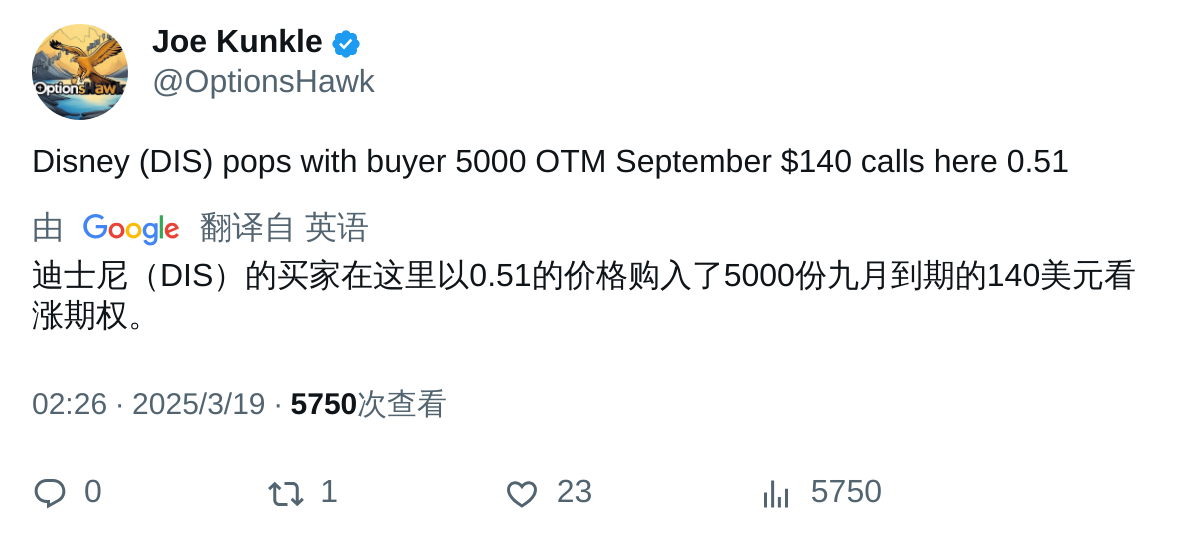 OptionsHawk
Joe Kunkle
@OptionsHawk
Disney (DIS) pops with buyer 5000 OTM September $140 calls here 0.51
由 Google 翻译自 英语
迪士尼（DIS）的买家在这里以0.51的价格购入了5000份九月到期的140美元看
涨期权。
02:26 · 2025/3/19 · 5750次查看
0 1 23 5750